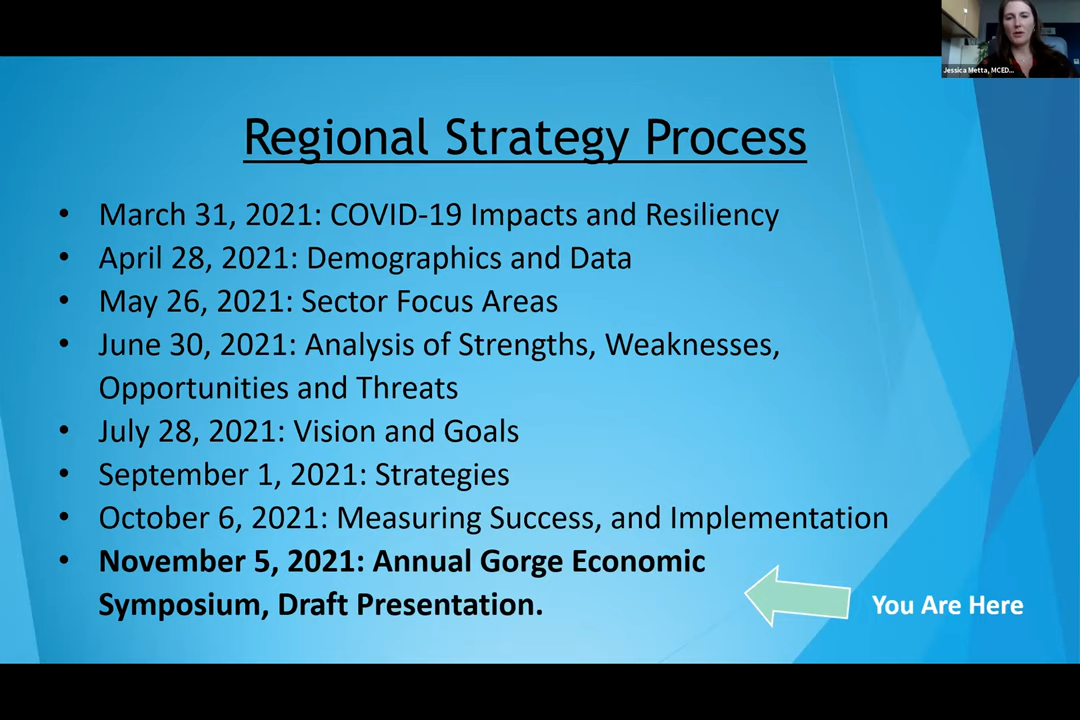 Jessica Metta, MCED...
Regional Strategy Process
• March 31, 2021: COVID-19 Impacts and Resiliency
• April 28, 2021: Demographics and Data
• May 26, 2021: Sector Focus Areas
• June 30, 2021: Analysis of Strengths, Weaknesses,
Opportunities and Threats
• July 28, 2021: Vision and Goals
• September 1, 2021: Strategies
• October 6, 2021: Measuring Success, and Implementation
• November 5, 2021: Annual Gorge Economic
Symposium, Draft Presentation.
You Are Here